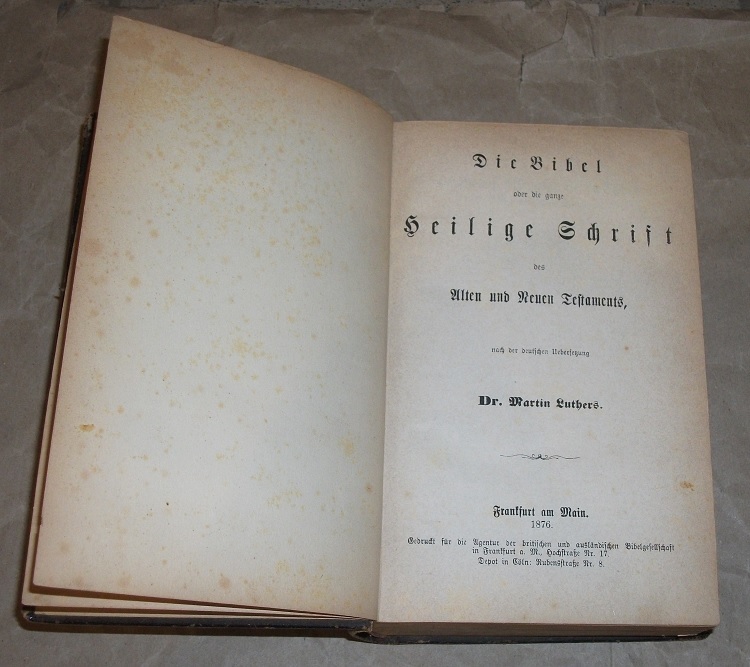 Die Bibel
oder die ganze
Heilige Schrift
des
Alten und Neuen Testaments,
nach der deutschen Uebersetzung
Dr. Martin Luthers.
Frankfurt am Main.
1876.
Gedruckt für die Agentur der britischen und ausländischen Bibelgesellschaft
in Frankfurt a. M., Hochstraße Nr. 17.
Depot in Cöln: Rubensstraße Nr. 8.